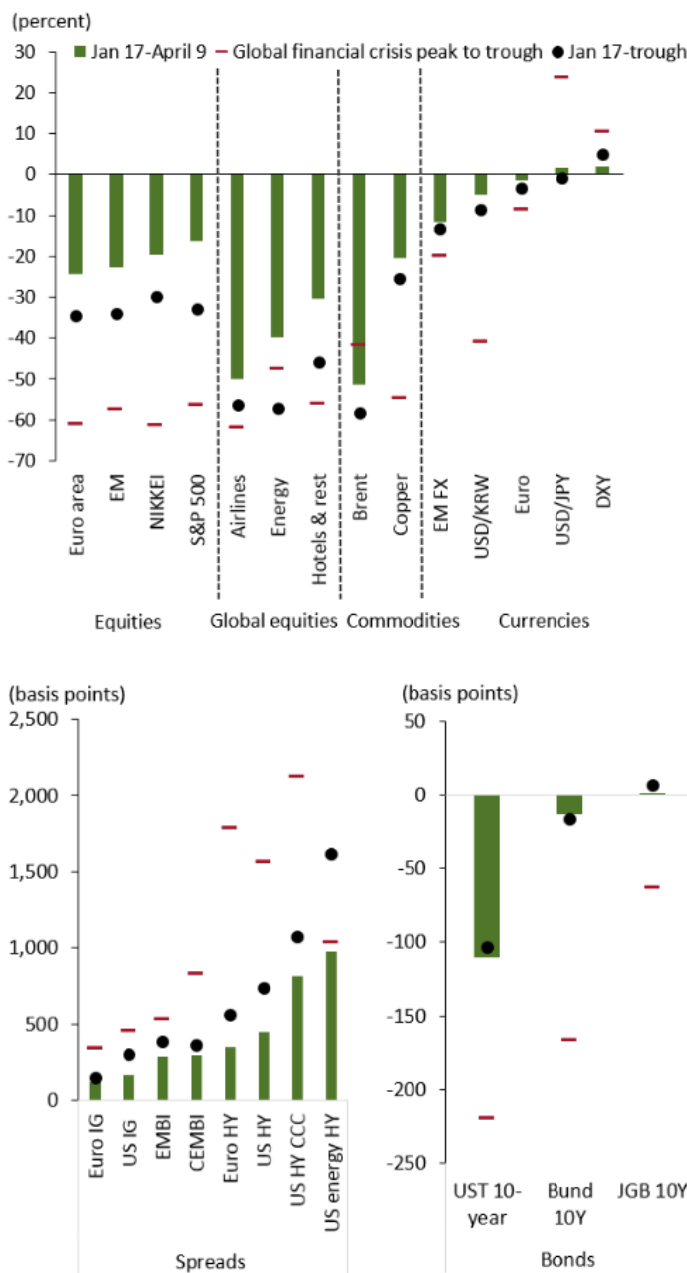 (percent)
30
Jan 17-April 9 Global financial crisis peak to trough Jan 17-trough
20
10
0
-10
-20
-30
-40
-50
-60
-70
Euro area
EM
NIKKEI
S&P 500
Airlines
Energy
Hotels & rest
Brent
Copper
EM FX
USD/KRW
Euro
USD/JPY
DXY
Equities Global equities Commodities Currencies
(basis points)
2,500
2,000
1,500
1,000
500
0
Euro IG
US IG
EMBI
CEMBI
Euro HY
US HY
US HY CCC
US energy HY
Spreads
(basis points)
50
0
-50
-100
-150
-200
-250
UST 10-
year
Bund
10Y
JGB 10Y
Bonds